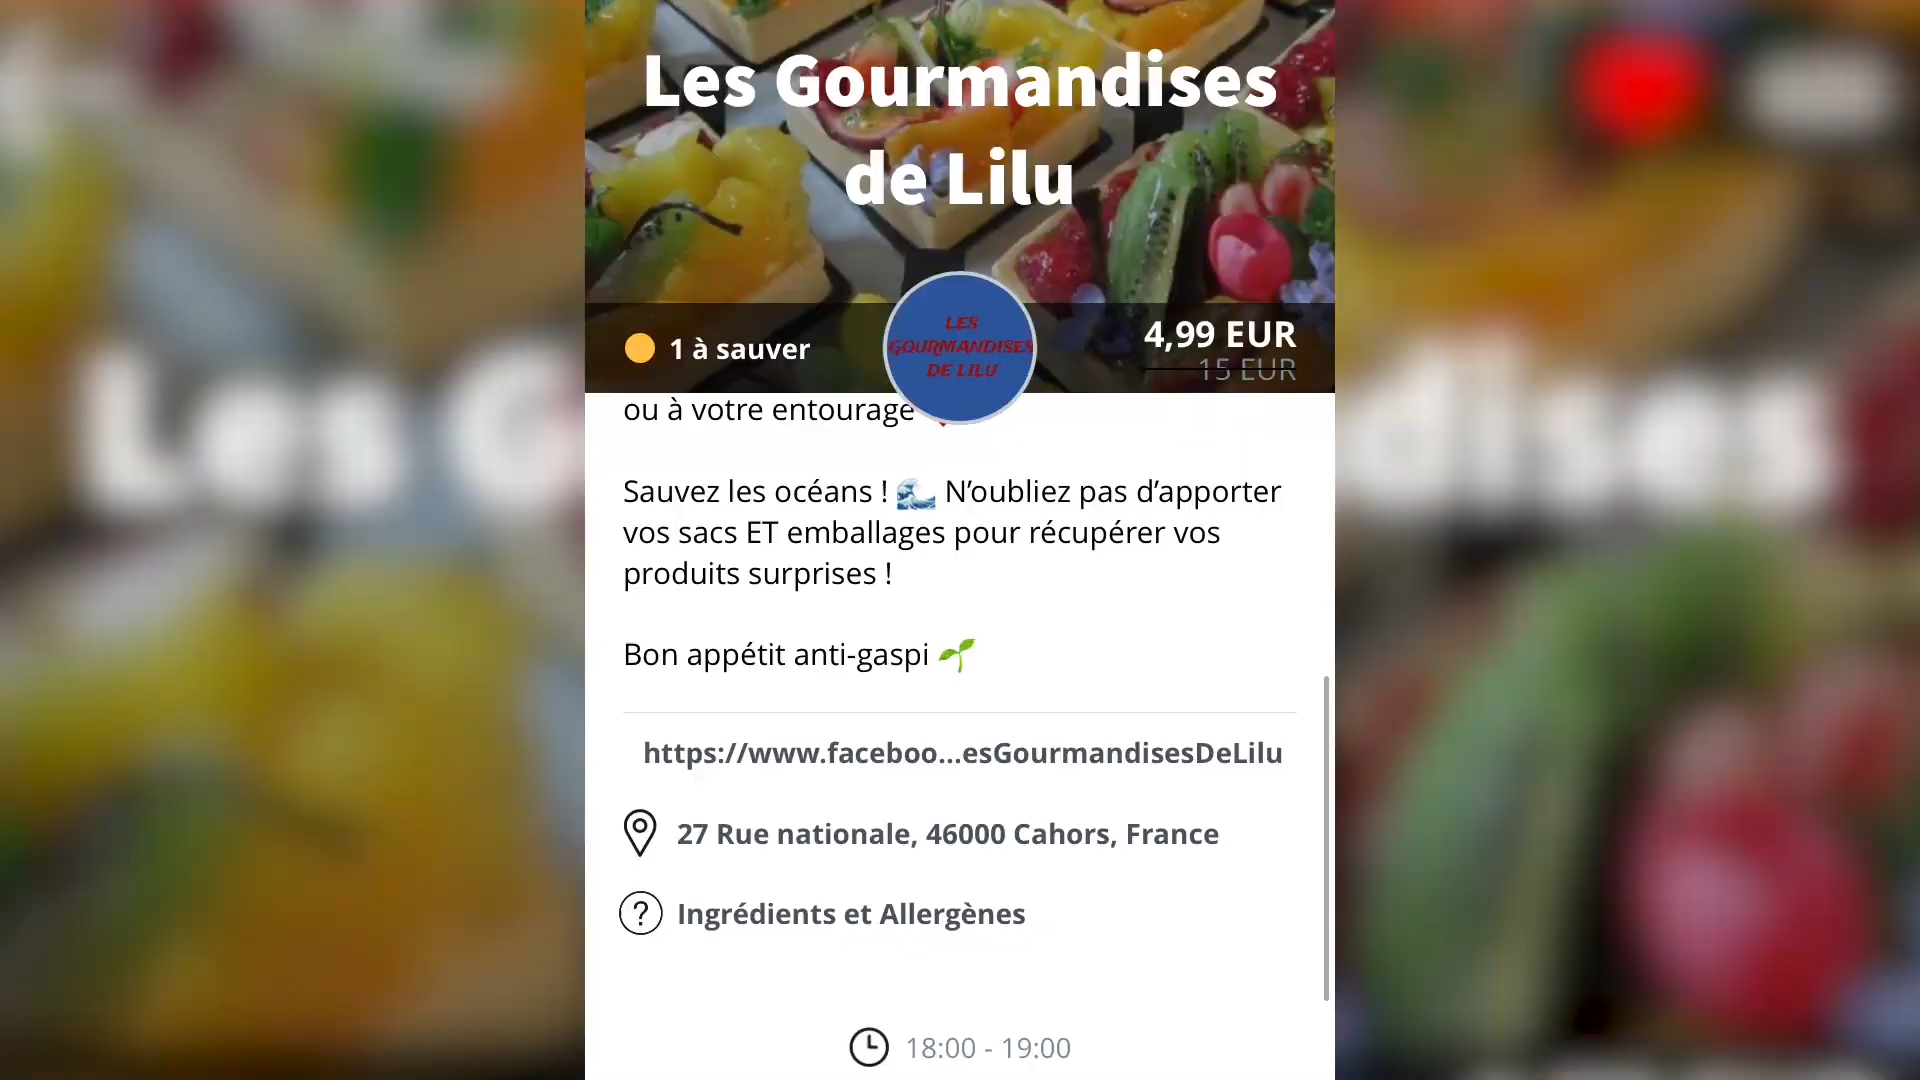 Les Gourmandises
de Lilu
1 à sauver
LES
GOURMANDISES
DE LILU
4,99 EUR
15 EUR
ou à votre entourage
Sauvez les océans ! 🌊 N’oubliez pas d’apporter
vos sacs ET emballages pour récupérer vos
produits surprises !
Bon appétit anti-gaspi 🌱
https://www.faceboo...esGourmandisesDeLilu
27 Rue nationale, 46000 Cahors, France
? Ingrédients et Allergènes
18:00 - 19:00